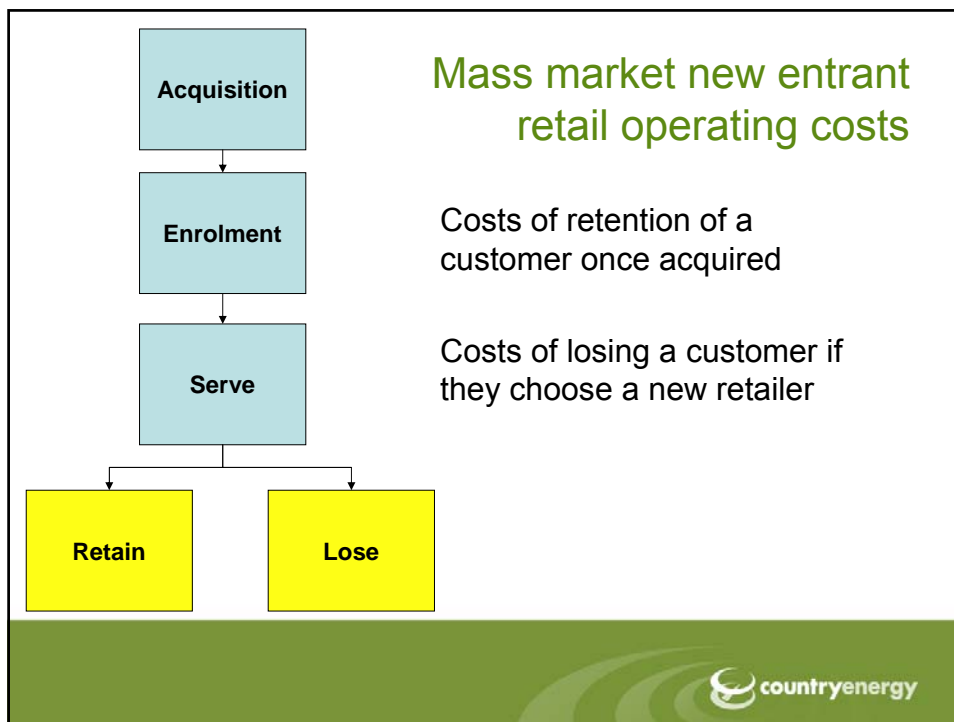 Mass market new entrant
retail operating costs
Acquisition
Enrolment
Serve
Retain
Lose
Costs of retention of a
customer once acquired
Costs of losing a customer if
they choose a new retailer
countryenergy